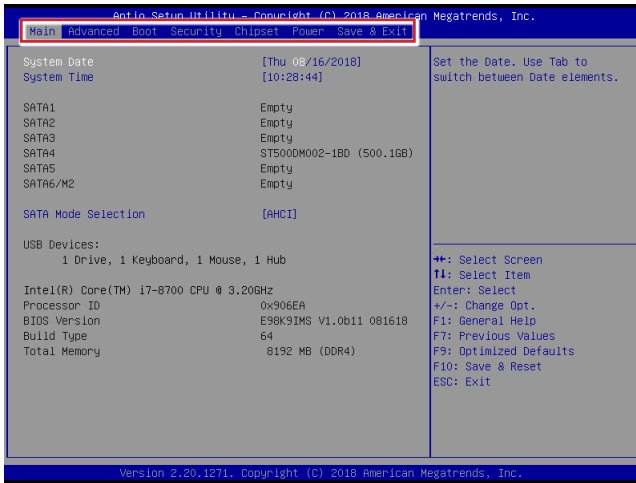 Aptio Setup Utility – Copyright (C) 2018 American Megatrends, Inc.
Main Advanced Boot Security Chipset Power Save & Exit
System Date [Thu 08/16/2018] Set the Date. Use Tab to
System Time [10:28:44] switch between Date elements.
SATA1 Empty
SATA2 Empty
SATA3 Empty
SATA4 ST500DM002-1BD (500.1GB)
SATA5 Empty
SATA6/M2 Empty
SATA Mode Selection [AHCI]
USB Devices:
1 Drive, 1 Keyboard, 1 Mouse, 1 Hub
→←: Select Screen
↑↓: Select Item
Intel(R) Core(TM) i7-8700 CPU @ 3.20GHz Enter: Select
Processor ID 0x906EA +/-: Change Opt.
BIOS Version E98K9IMS V1.0b11 081618 F1: General Help
Build Type 64 F7: Previous Values
Total Memory 8192 MB (DDR4) F9: Optimized Defaults
F10: Save & Reset
ESC: Exit
Version 2.20.1271. Copyright (C) 2018 American Megatrends, Inc.